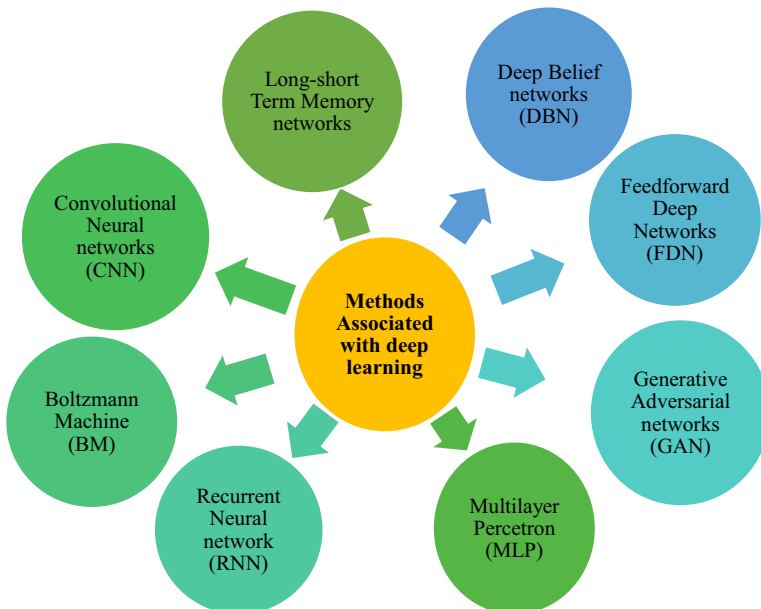 Long-short
Term Memory
networks
Deep Belief
networks
(DBN)
Feedforward
Deep
Networks
(FDN)
Convolutional
Neural
networks
(CNN)
Methods
Associated
with deep
learning
Generative
Adversarial
networks
(GAN)
Boltzmann
Machine
(BM)
Recurrent
Neural
network
(RNN)
Multilayer
Percetron
(MLP)